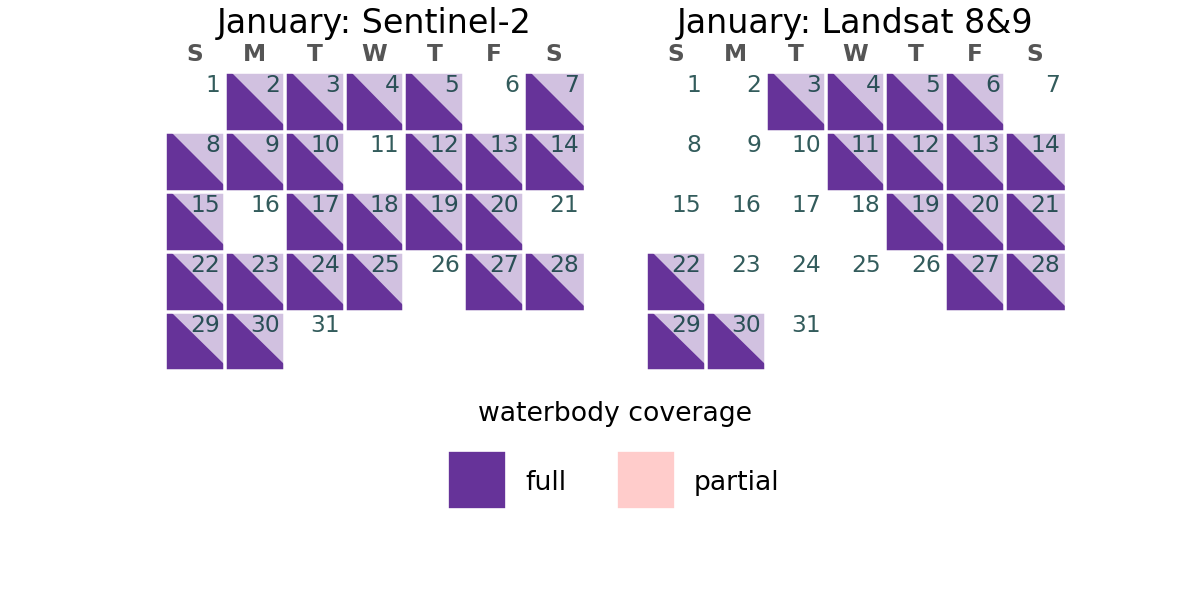 January: Sentinel-2
S M T W T F S
1 2 3 4 5 6 7
8 9 10 11 12 13 14
15 16 17 18 19 20 21
22 23 24 25 26 27 28
29 30 31
January: Landsat 8&9
S M T W T F S
1 2 3 4 5 6 7
8 9 10 11 12 13 14
15 16 17 18 19 20 21
22 23 24 25 26 27 28
29 30 31
waterbody coverage
full partial